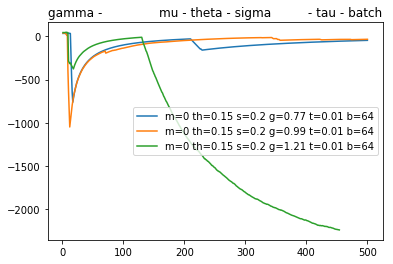 gamma - mu - theta - sigma - tau - batch
0
−500
−1000
−1500
−2000
m=0 th=0.15 s=0.2 g=0.77 t=0.01 b=64
m=0 th=0.15 s=0.2 g=0.99 t=0.01 b=64
m=0 th=0.15 s=0.2 g=1.21 t=0.01 b=64
0 100 200 300 400 500